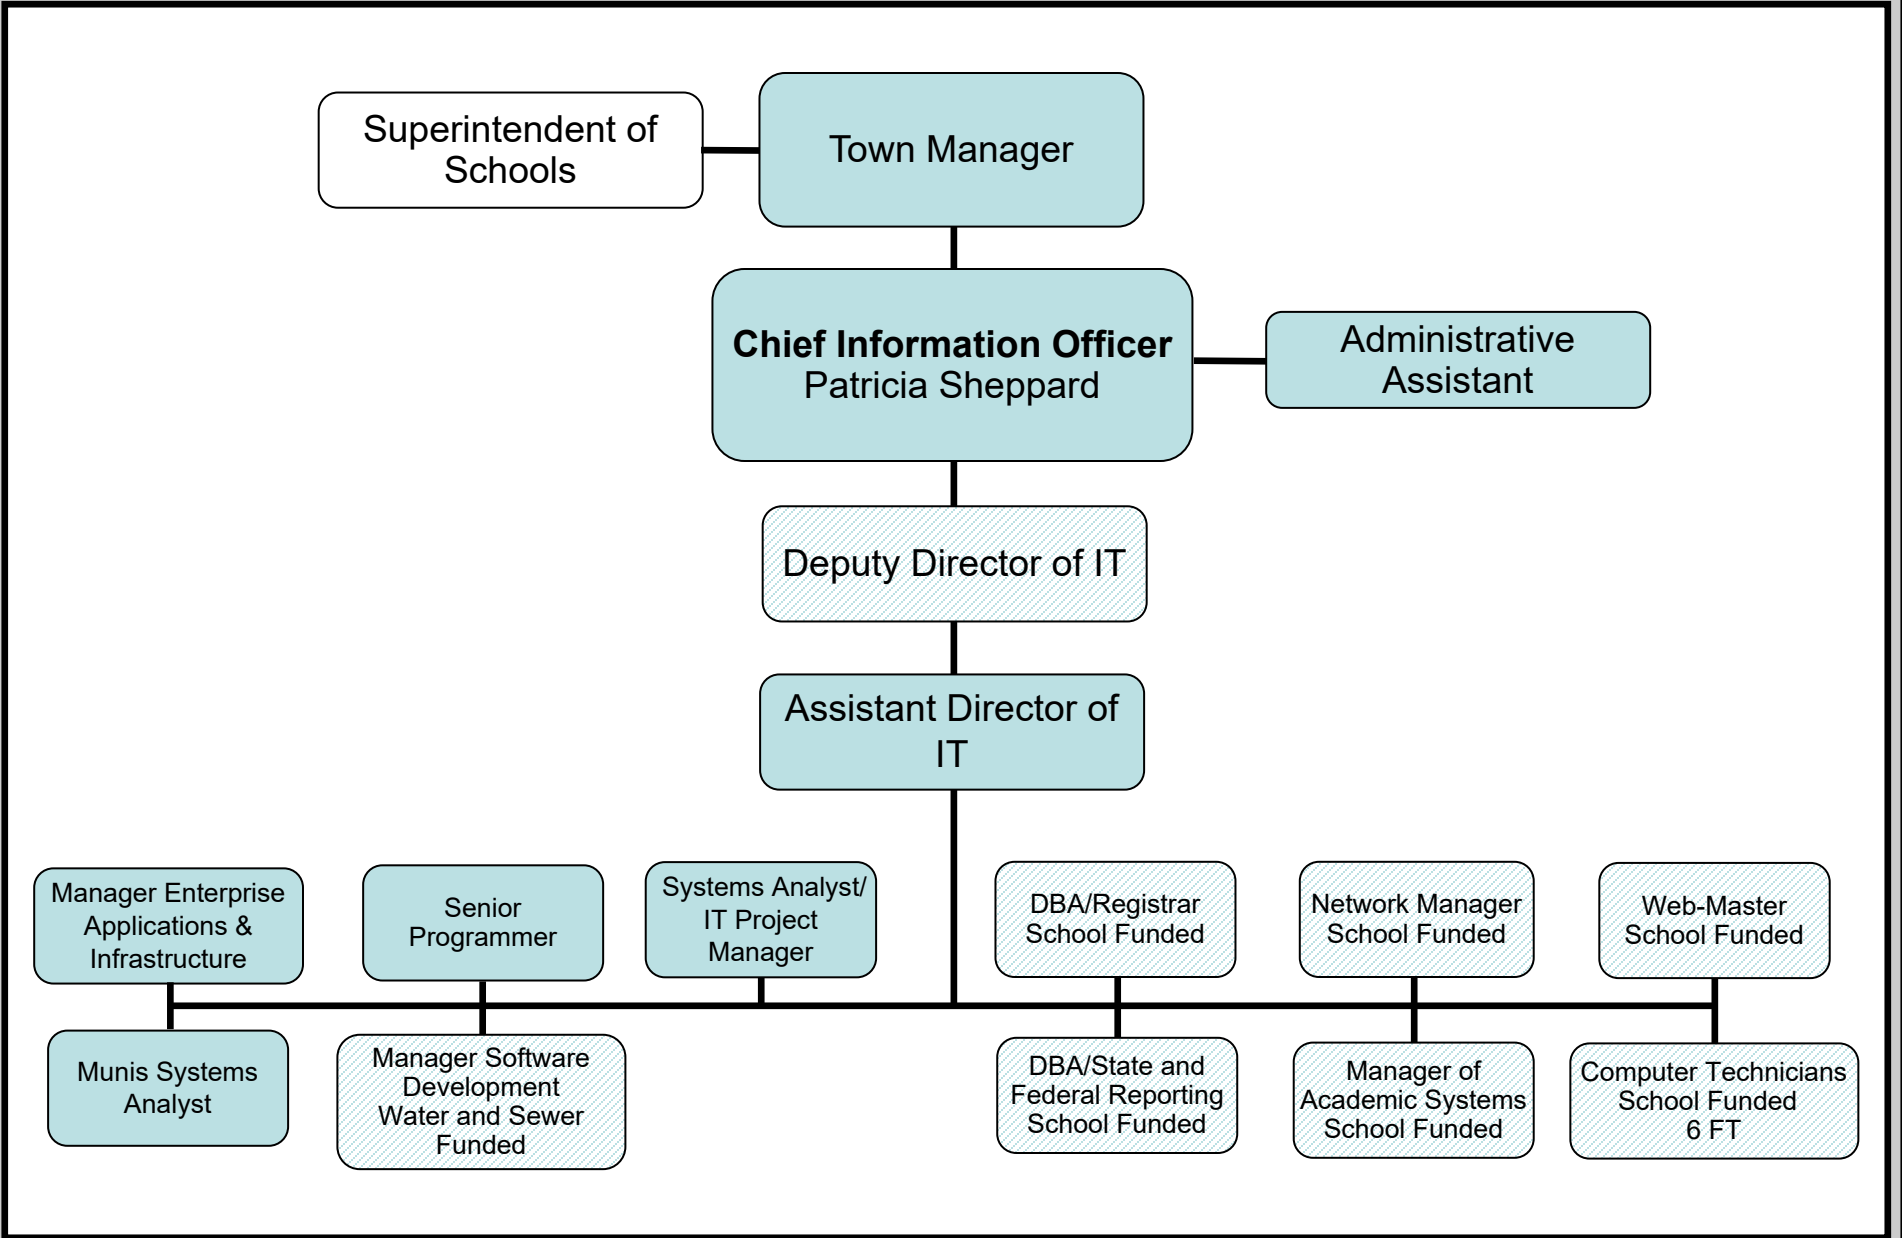 Superintendent of
Schools
Town Manager
Chief Information Officer
Patricia Sheppard
Administrative
Assistant
Deputy Director of IT
Assistant Director of
IT
Manager Enterprise
Applications &
Infrastructure
Senior
Programmer
Systems Analyst/
IT Project
Manager
DBA/Registrar
School Funded
Network Manager
School Funded
Web-Master
School Funded
Munis Systems
Analyst
Manager Software
Development
Water and Sewer
Funded
DBA/State and
Federal Reporting
School Funded
Manager of
Academic Systems
School Funded
Computer Technicians
School Funded
6 FT